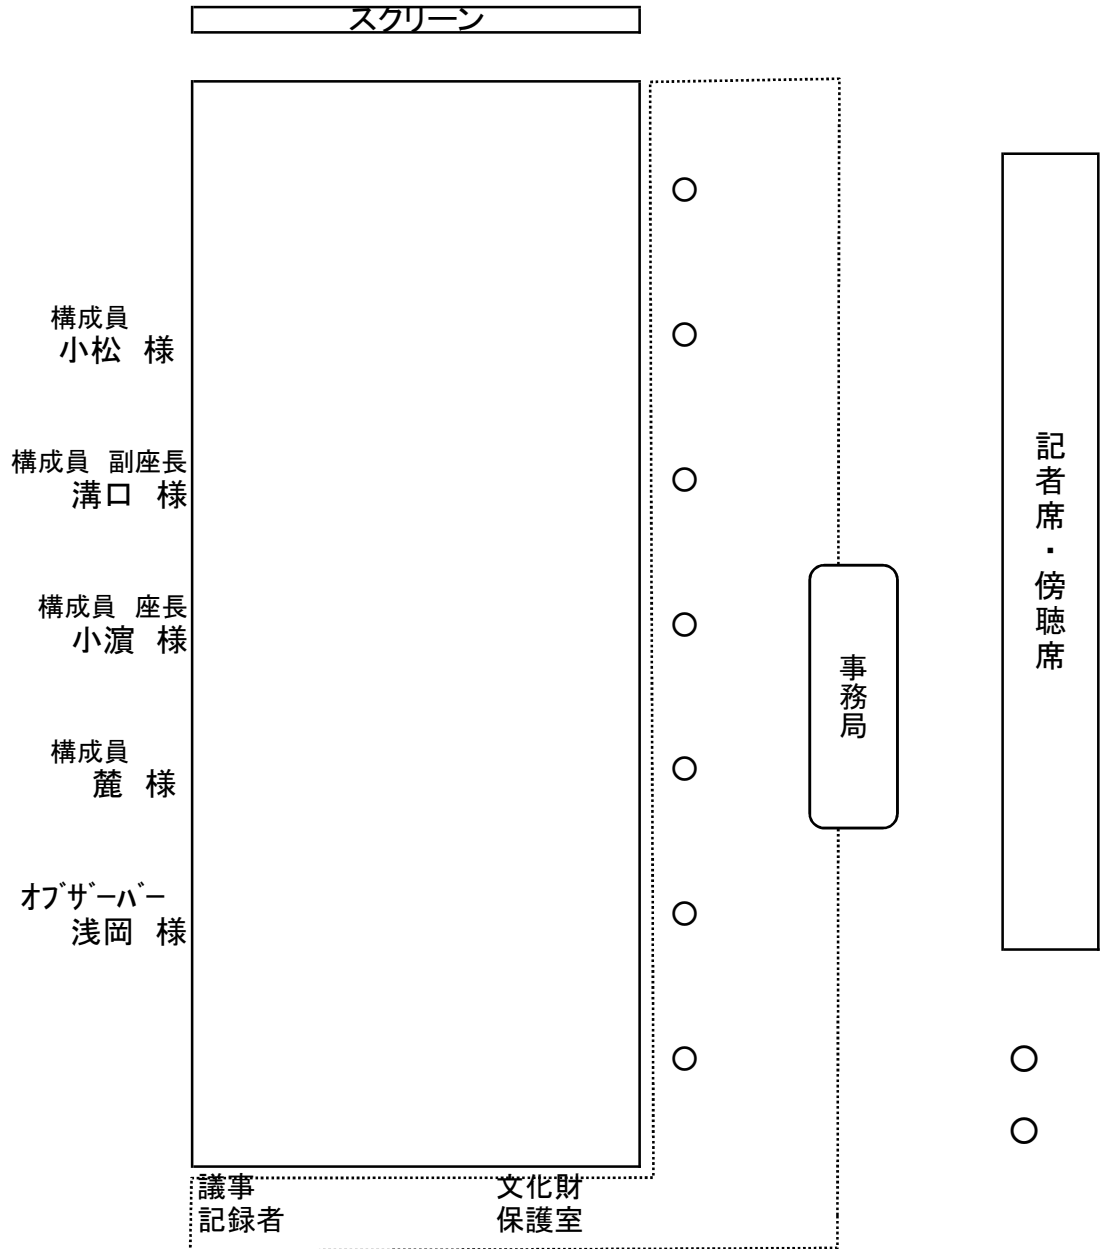 スクリーン
構成員
小松 様
構成員 副座長
溝口 様
構成員 座長
小濵 様
構成員
麓 様
オブザーバー
浅岡 様
事務局
記者席・傍聴席
議事
記録者
文化財
保護室